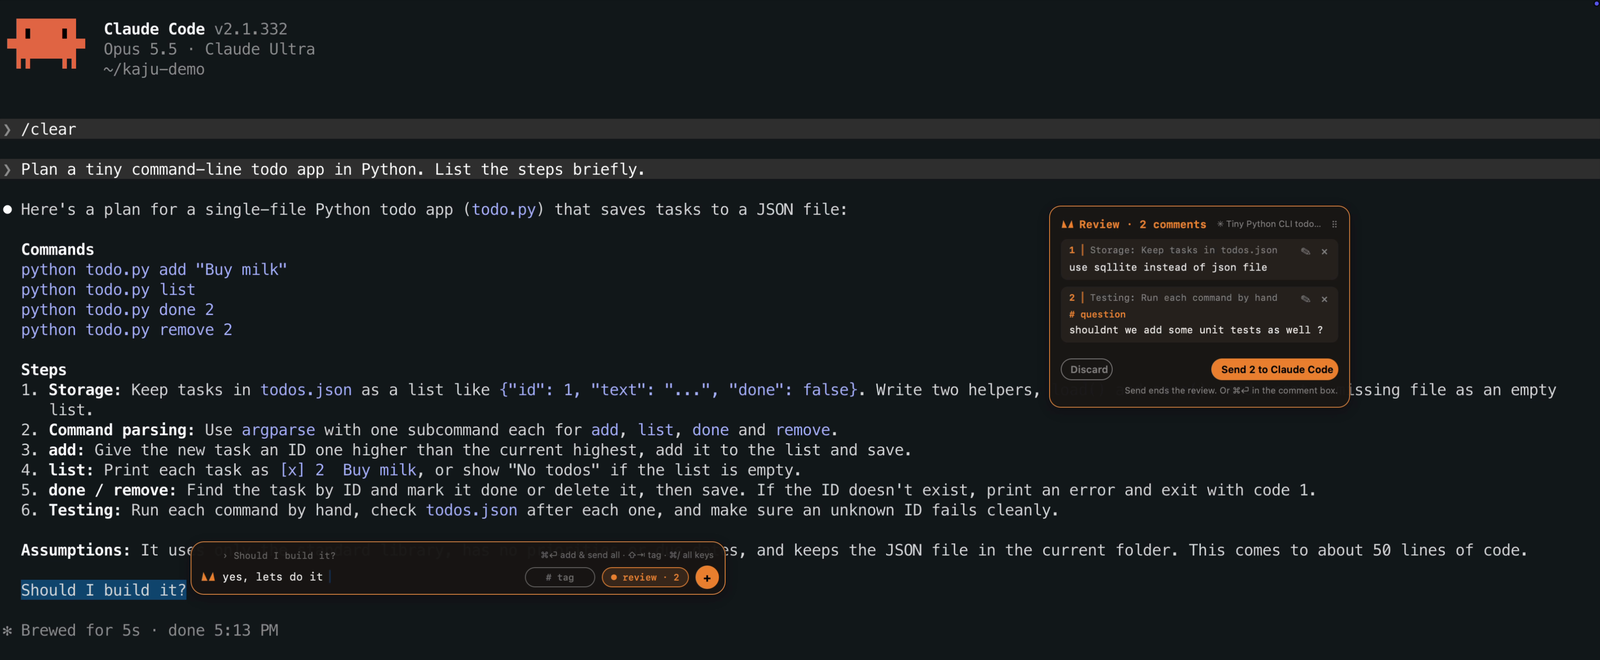 Claude Code v2.1.332
Opus 5.5 · Claude Ultra
~/kaju-demo
❯ /clear
❯ Plan a tiny command-line todo app in Python. List the steps briefly.
● Here's a plan for a single-file Python todo app (todo.py) that saves tasks to a JSON file:
Commands
python todo.py add "Buy milk"
python todo.py list
python todo.py done 2
python todo.py remove 2
Steps
1. Storage: Keep tasks in todos.json as a list like {"id": 1, "text": "...", "done": false}. Write two helpers,
issing file as an empty
list.
2. Command parsing: Use argparse with one subcommand each for add, list, done and remove.
3. add: Give the new task an ID one higher than the current highest, add it to the list and save.
4. list: Print each task as [x] 2  Buy milk, or show "No todos" if the list is empty.
5. done / remove: Find the task by ID and mark it done or delete it, then save. If the ID doesn't exist, print an error and exit with code 1.
6. Testing: Run each command by hand, check todos.json after each one, and make sure an unknown ID fails cleanly.
Assumptions: It use
es, and keeps the JSON file in the current folder. This comes to about 50 lines of code.
Should I build it?
✻ Brewed for 5s · done 5:13 PM
Review · 2 comments ✳ Tiny Python CLI todo...
1 | Storage: Keep tasks in todos.json
use sqllite instead of json file
2 | Testing: Run each command by hand
# question
shouldnt we add some unit tests as well ?
Discard
Send 2 to Claude Code
Send ends the review. Or ⌘⏎ in the comment box.
› Should I build it?
⌘⏎ add & send all · ⇧⇥ tag · ⌘/ all keys
yes, lets do it
# tag
● review · 2
+